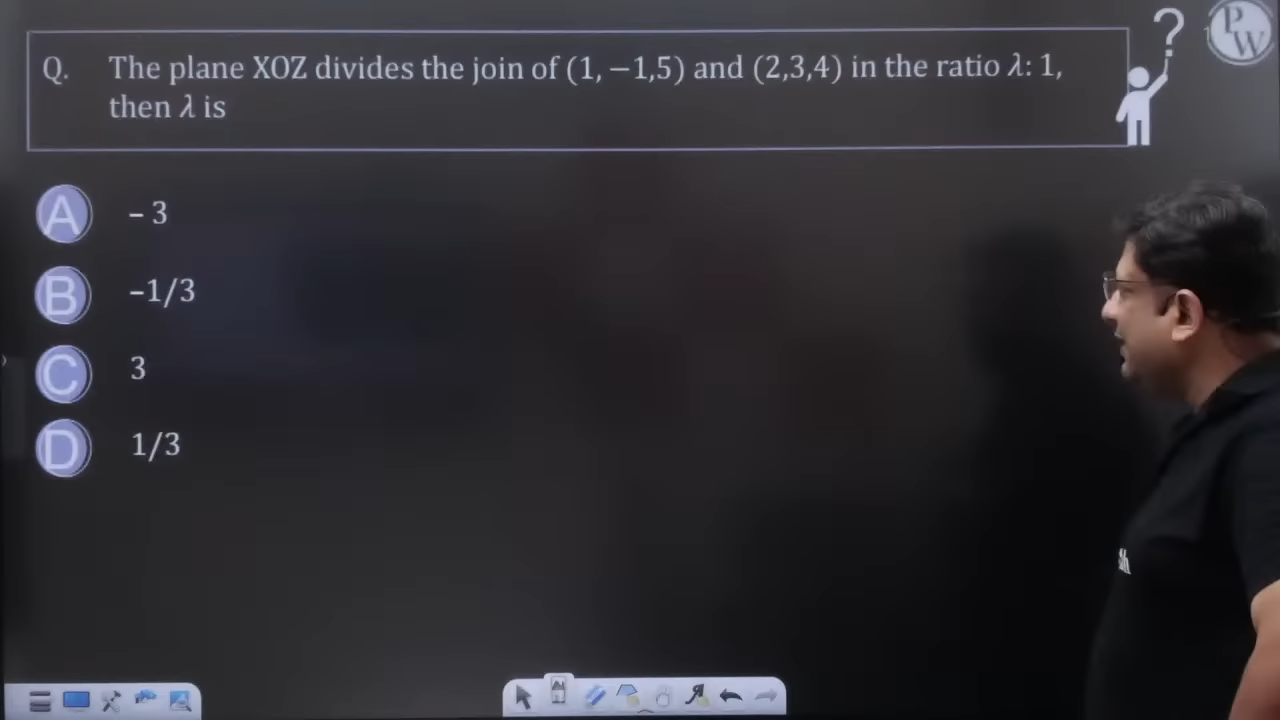 Q. The plane XOZ divides the join of (1, −1,5) and (2,3,4) in the ratio λ: 1,
then λ is
?
P
W
A – 3
B –1/3
C 3
D 1/3